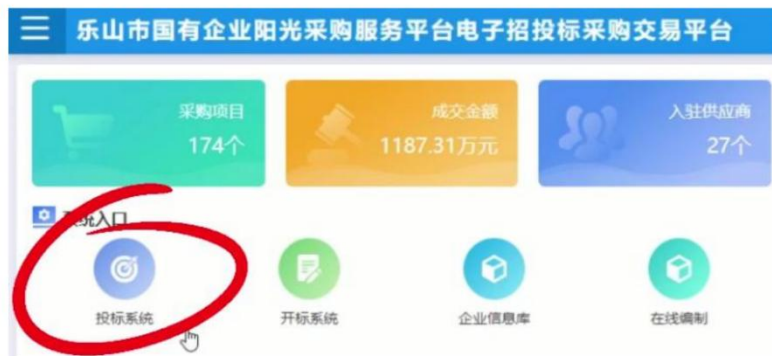 乐山市国有企业阳光采购服务平台电子招投标采购交易平台
采购项目
174个
成交金额
1187.31万元
入驻供应商
27个
系统入口
投标系统
开标系统
企业信息库
在线编制